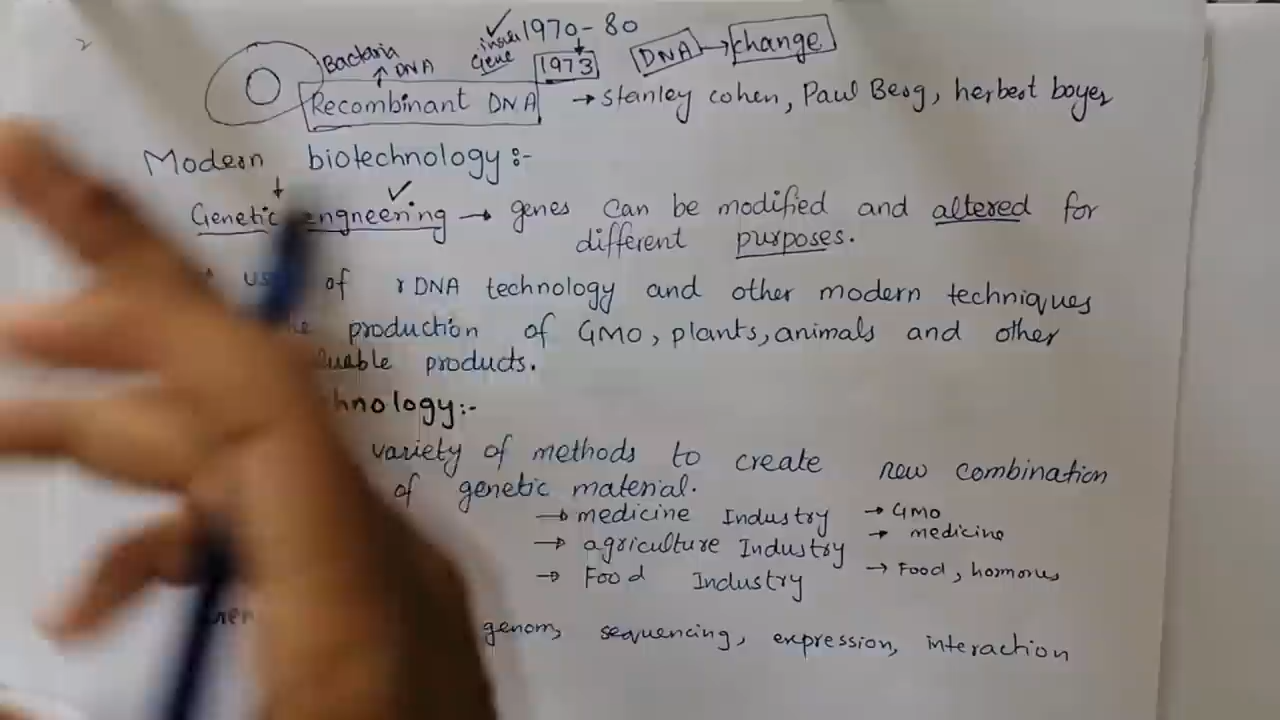 insert 1970-80
Gene 1973 DNA → change
Bacteria
↑ DNA
Recombinant DNA → stanley cohen, Paul Berg, herbert boyer
Modern biotechnology :-
↓
Genetic engneering → genes can be modified and altered for
different purposes.
of rDNA technology and other modern techniques
production of GMO, plants, animals and other
products.
variety of methods to create new combination
of genetic material.
→ medicine Industry → GMO
→ agriculture Industry → medicine
→ Food Industry → Food, hormones
genom, sequencing, expression, interaction